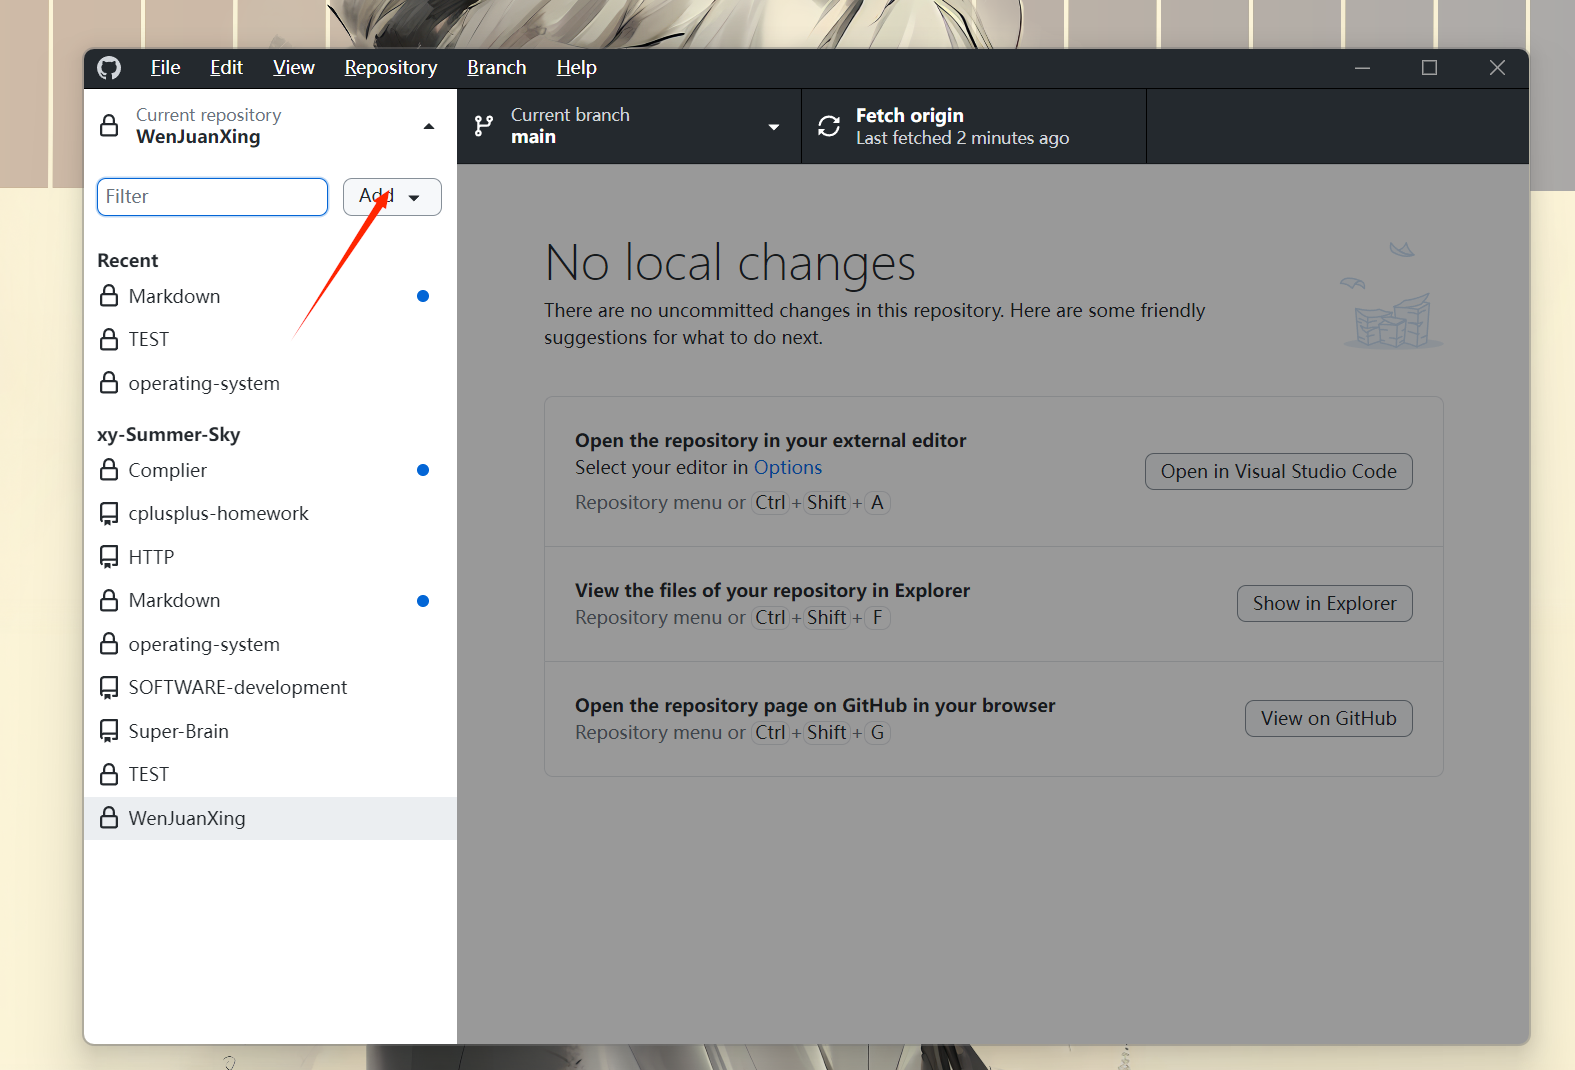 File Edit View Repository Branch Help
Current repository
WenJuanXing
Current branch
main
Fetch origin
Last fetched 2 minutes ago
Filter
Add
Recent
Markdown
TEST
operating-system
xy-Summer-Sky
Complier
cplusplus-homework
HTTP
Markdown
operating-system
SOFTWARE-development
Super-Brain
TEST
WenJuanXing
No local changes
There are no uncommitted changes in this repository. Here are some friendly
suggestions for what to do next.
Open the repository in your external editor
Select your editor in Options
Repository menu or Ctrl + Shift + A
Open in Visual Studio Code
View the files of your repository in Explorer
Repository menu or Ctrl + Shift + F
Show in Explorer
Open the repository page on GitHub in your browser
Repository menu or Ctrl + Shift + G
View on GitHub